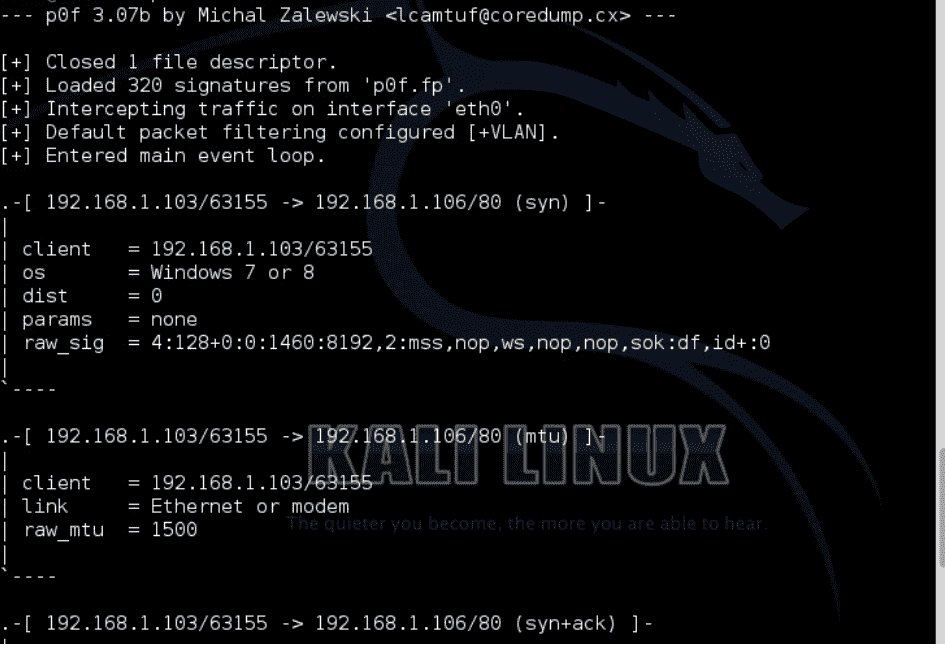 --- p0f 3.07b by Michal Zalewski <lcamtuf@coredump.cx> ---
[+] Closed 1 file descriptor.
[+] Loaded 320 signatures from 'p0f.fp'.
[+] Intercepting traffic on interface 'eth0'.
[+] Default packet filtering configured [+VLAN].
[+] Entered main event loop.
.-[ 192.168.1.103/63155 -> 192.168.1.106/80 (syn) ]-
|
| client   = 192.168.1.103/63155
| os       = Windows 7 or 8
| dist     = 0
| params   = none
| raw_sig  = 4:128+0:0:1460:8192,2:mss,nop,ws,nop,nop,sok:df,id+:0
|
`----
.-[ 192.168.1.103/63155 -> 192.168.1.106/80 (mtu) ]-
|
| client   = 192.168.1.103/63155
| link     = Ethernet or modem
| raw_mtu  = 1500
|
`----
.-[ 192.168.1.103/63155 -> 192.168.1.106/80 (syn+ack) ]-
KALI LINUX
The quieter you become, the more you are able to hear.